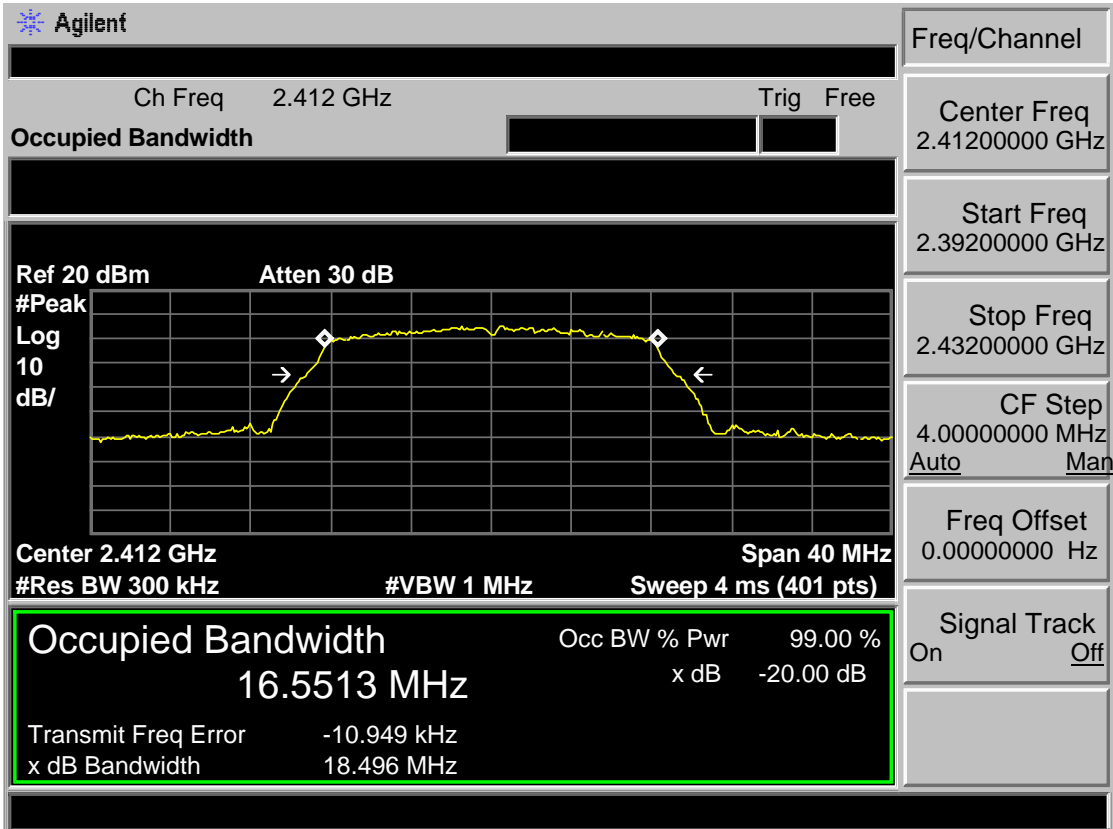 Agilent
Ch Freq 2.412 GHz Trig Free
Occupied Bandwidth
Ref 20 dBm Atten 30 dB
#Peak
Log
10
dB/
Center 2.412 GHz Span 40 MHz
#Res BW 300 kHz #VBW 1 MHz Sweep 4 ms (401 pts)
Occupied Bandwidth
16.5513 MHz
Occ BW % Pwr 99.00 %
x dB -20.00 dB
Transmit Freq Error -10.949 kHz
x dB Bandwidth 18.496 MHz
Freq/Channel
Center Freq
2.41200000 GHz
Start Freq
2.39200000 GHz
Stop Freq
2.43200000 GHz
CF Step
4.00000000 MHz
Auto Man
Freq Offset
0.00000000 Hz
Signal Track
On Off